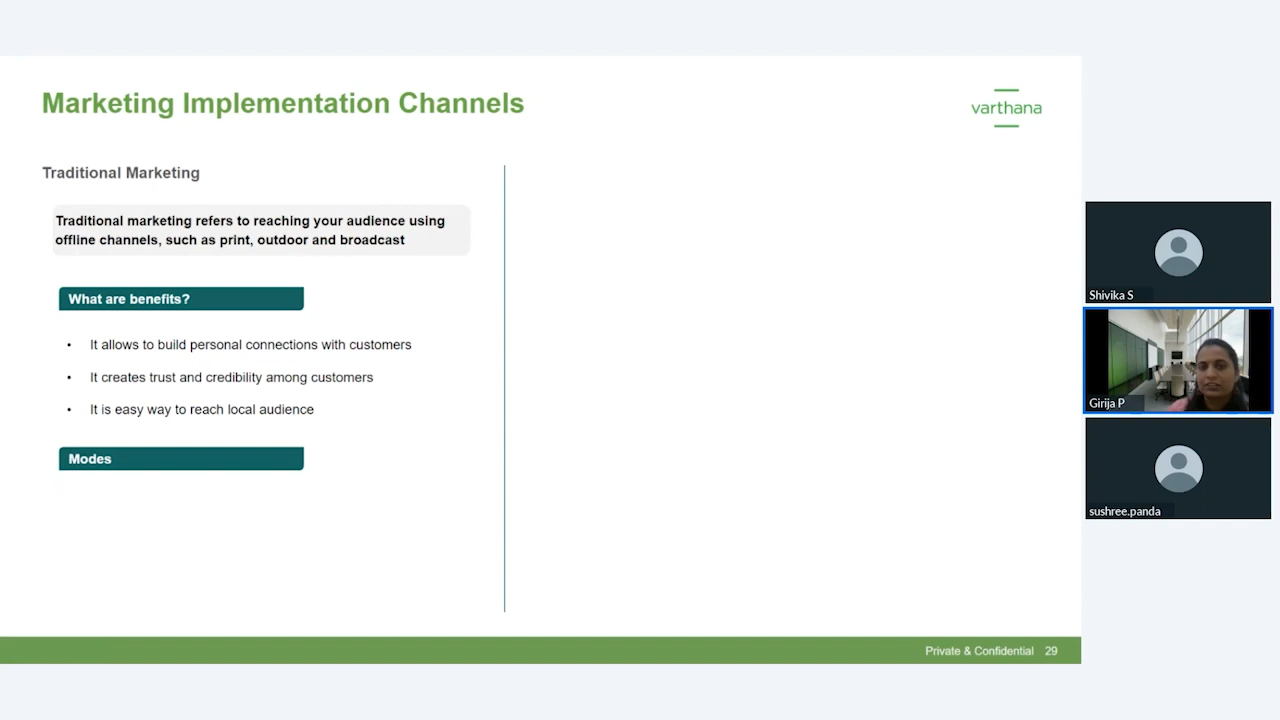 Marketing Implementation Channels
varthana
Traditional Marketing
Traditional marketing refers to reaching your audience using
offline channels, such as print, outdoor and broadcast
What are benefits?
• It allows to build personal connections with customers
• It creates trust and credibility among customers
• It is easy way to reach local audience
Modes
Private & Confidential 29
Shivika S
Girija P
sushree.panda